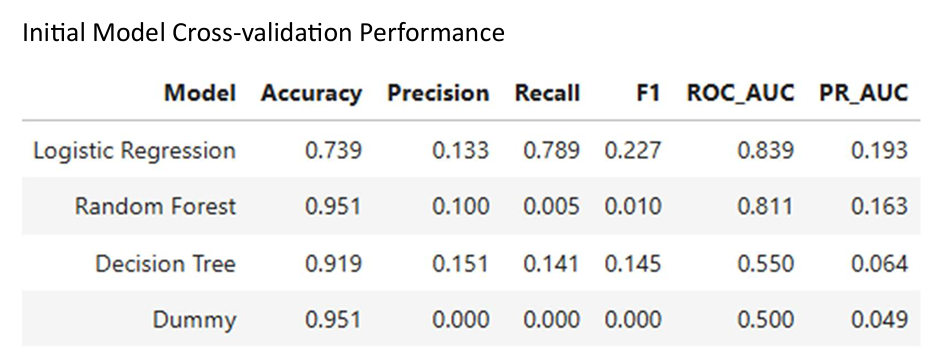 Initial Model Cross-validation Performance
Model Accuracy Precision Recall F1 ROC_AUC PR_AUC
Logistic Regression 0.739 0.133 0.789 0.227 0.839 0.193
Random Forest 0.951 0.100 0.005 0.010 0.811 0.163
Decision Tree 0.919 0.151 0.141 0.145 0.550 0.064
Dummy 0.951 0.000 0.000 0.000 0.500 0.049